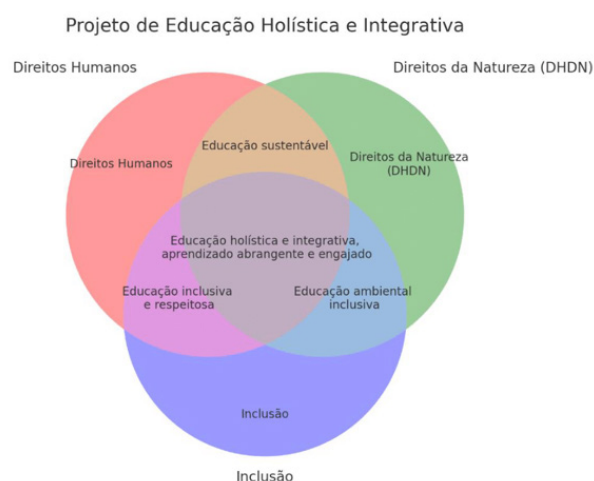 Projeto de Educação Holística e Integrativa
Direitos Humanos
Direitos da Natureza (DHDN)
Educação sustentável
Direitos Humanos
Direitos da Natureza
(DHDN)
Educação holística e integrativa,
aprendizado abrangente e engajado
Educação inclusiva
e respeitosa
Educação ambiental
inclusiva
Inclusão
Inclusão